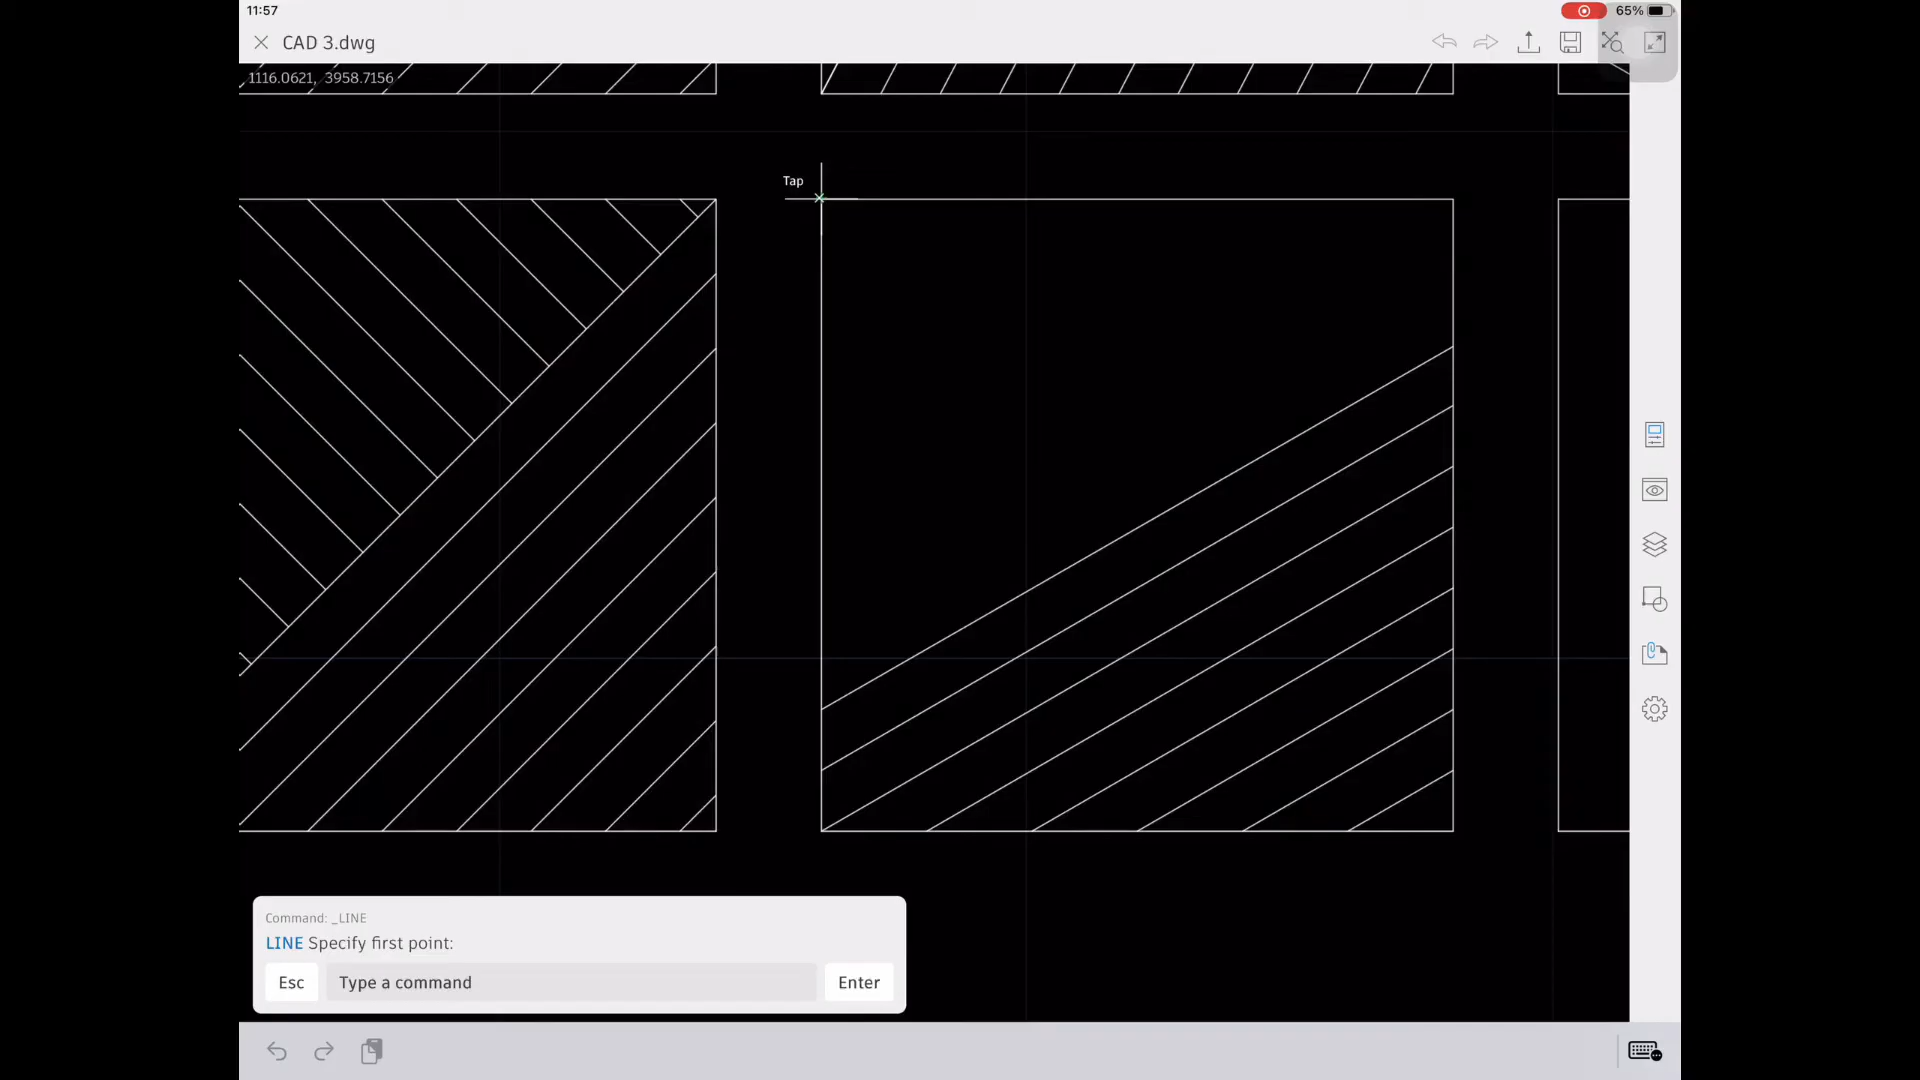 11:57
65%
CAD 3.dwg
1116.0621, 3958.7156
Tap
Command: _LINE
LINE Specify first point:
Esc
Type a command
Enter